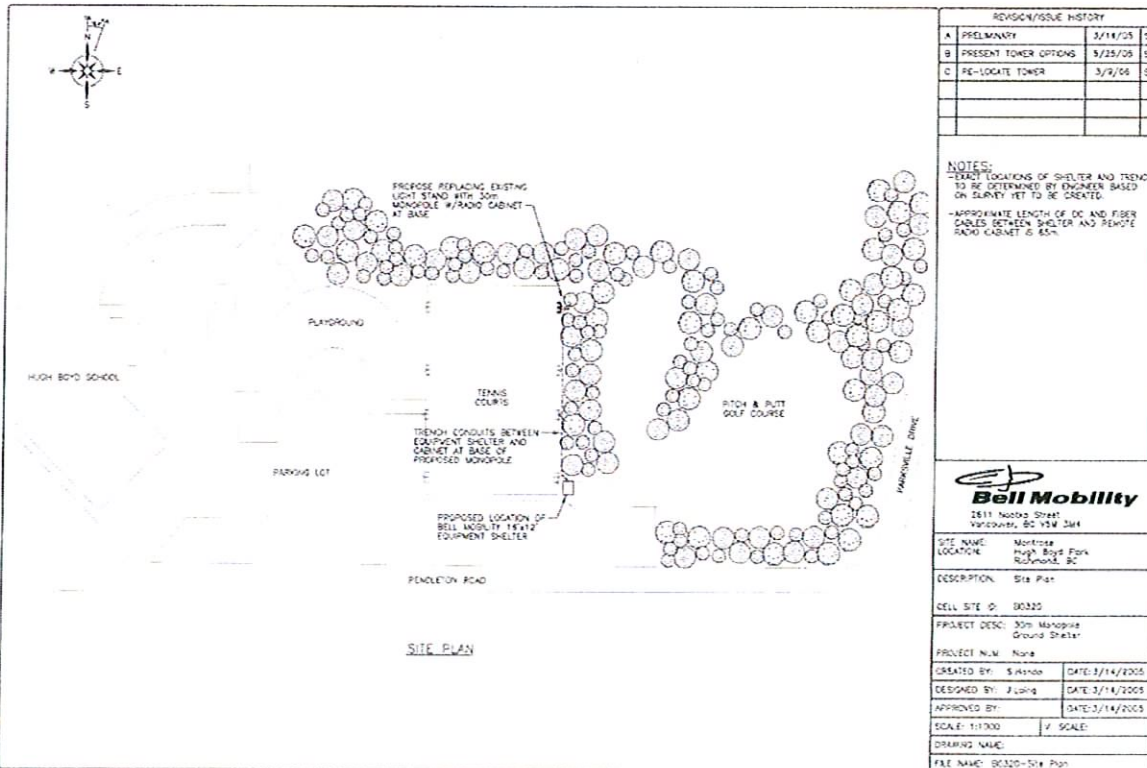 N
W
E
S
PROPOSE REPLACING EXISTING
LIGHT STAND WITH 30m
MONOPOLE W/RADIO CABINET
AT BASE
PLAYGROUND
HUGH BOYD SCHOOL
TENNIS
COURTS
PITCH & PUTT
GOLF COURSE
TRENCH CONDUITS BETWEEN
EQUIPMENT SHELTER AND
CABINET AT BASE OF
PROPOSED MONOPOLE
PARKING LOT
PARKSVILLE DRIVE
PROPOSED LOCATION OF
BELL MOBILITY 16'x12'
EQUIPMENT SHELTER
PENDLETON ROAD
SITE PLAN
REVISION/ISSUE HISTORY
A PRELIMINARY 3/14/05
B PRESENT TOWER OPTIONS 5/25/05
C RE-LOCATE TOWER 3/9/06
NOTES:
-EXACT LOCATIONS OF SHELTER AND TRENC
TO BE DETERMINED BY ENGINEER BASED
ON SURVEY YET TO BE CREATED.
-APPROXIMATE LENGTH OF DC AND FIBER
CABLES BETWEEN SHELTER AND REMOTE
RADIO CABINET IS 65m.
Bell Mobility
2611 Nootka Street
Vancouver, BC V5M 3M4
SITE NAME: Montrose
LOCATION: Hugh Boyd Park
Richmond, BC
DESCRIPTION: Site Plan
CELL SITE ID: B0320
PROJECT DESC: 30m Monopole
Ground Shelter
PROJECT NUM: None
CREATED BY: DATE: 3/14/2005
DESIGNED BY: J Laing DATE: 3/14/2005
APPROVED BY: DATE: 3/14/2005
SCALE: 1:1000 V SCALE:
DRAWING NAME:
FILE NAME: B0320-Site Plan